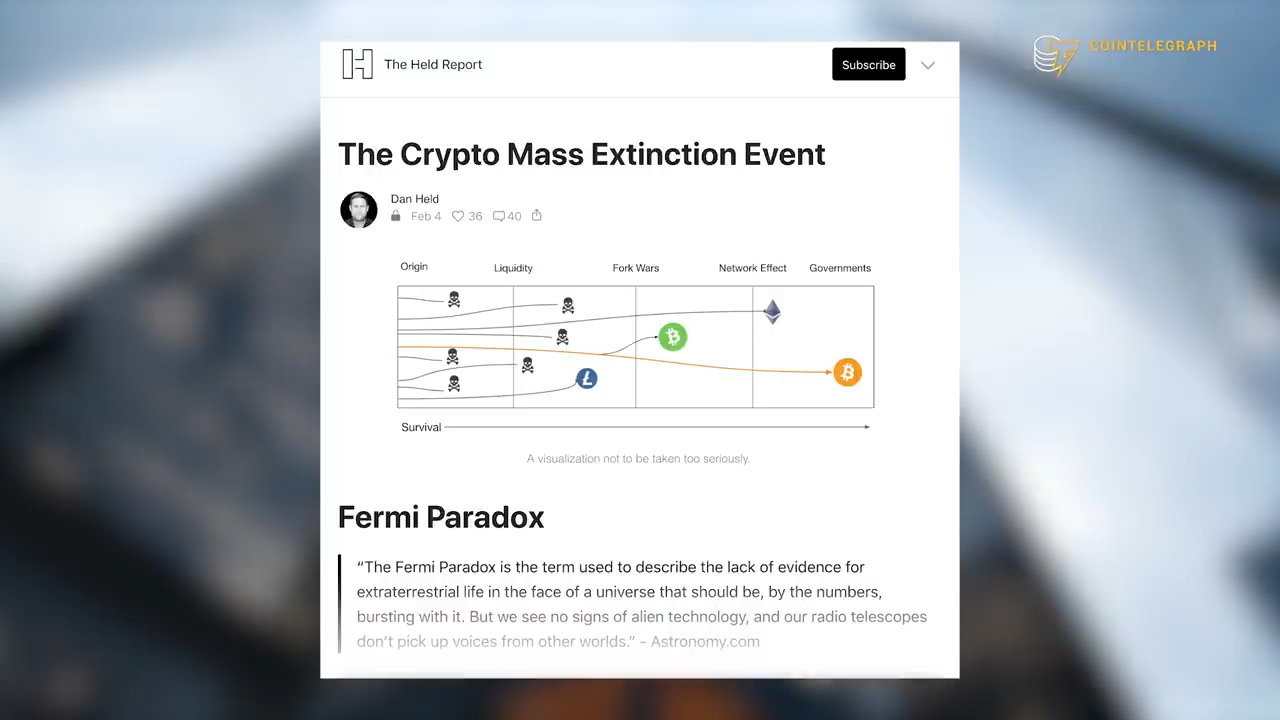 COINTELEGRAPH
The Held Report
Subscribe
The Crypto Mass Extinction Event
Dan Held
Feb 4 36 40
Origin Liquidity Fork Wars Network Effect Governments
Survival
A visualization not to be taken too seriously.
Fermi Paradox
“The Fermi Paradox is the term used to describe the lack of evidence for
extraterrestrial life in the face of a universe that should be, by the numbers,
bursting with it. But we see no signs of alien technology, and our radio telescopes
don’t pick up voices from other worlds.” - Astronomy.com